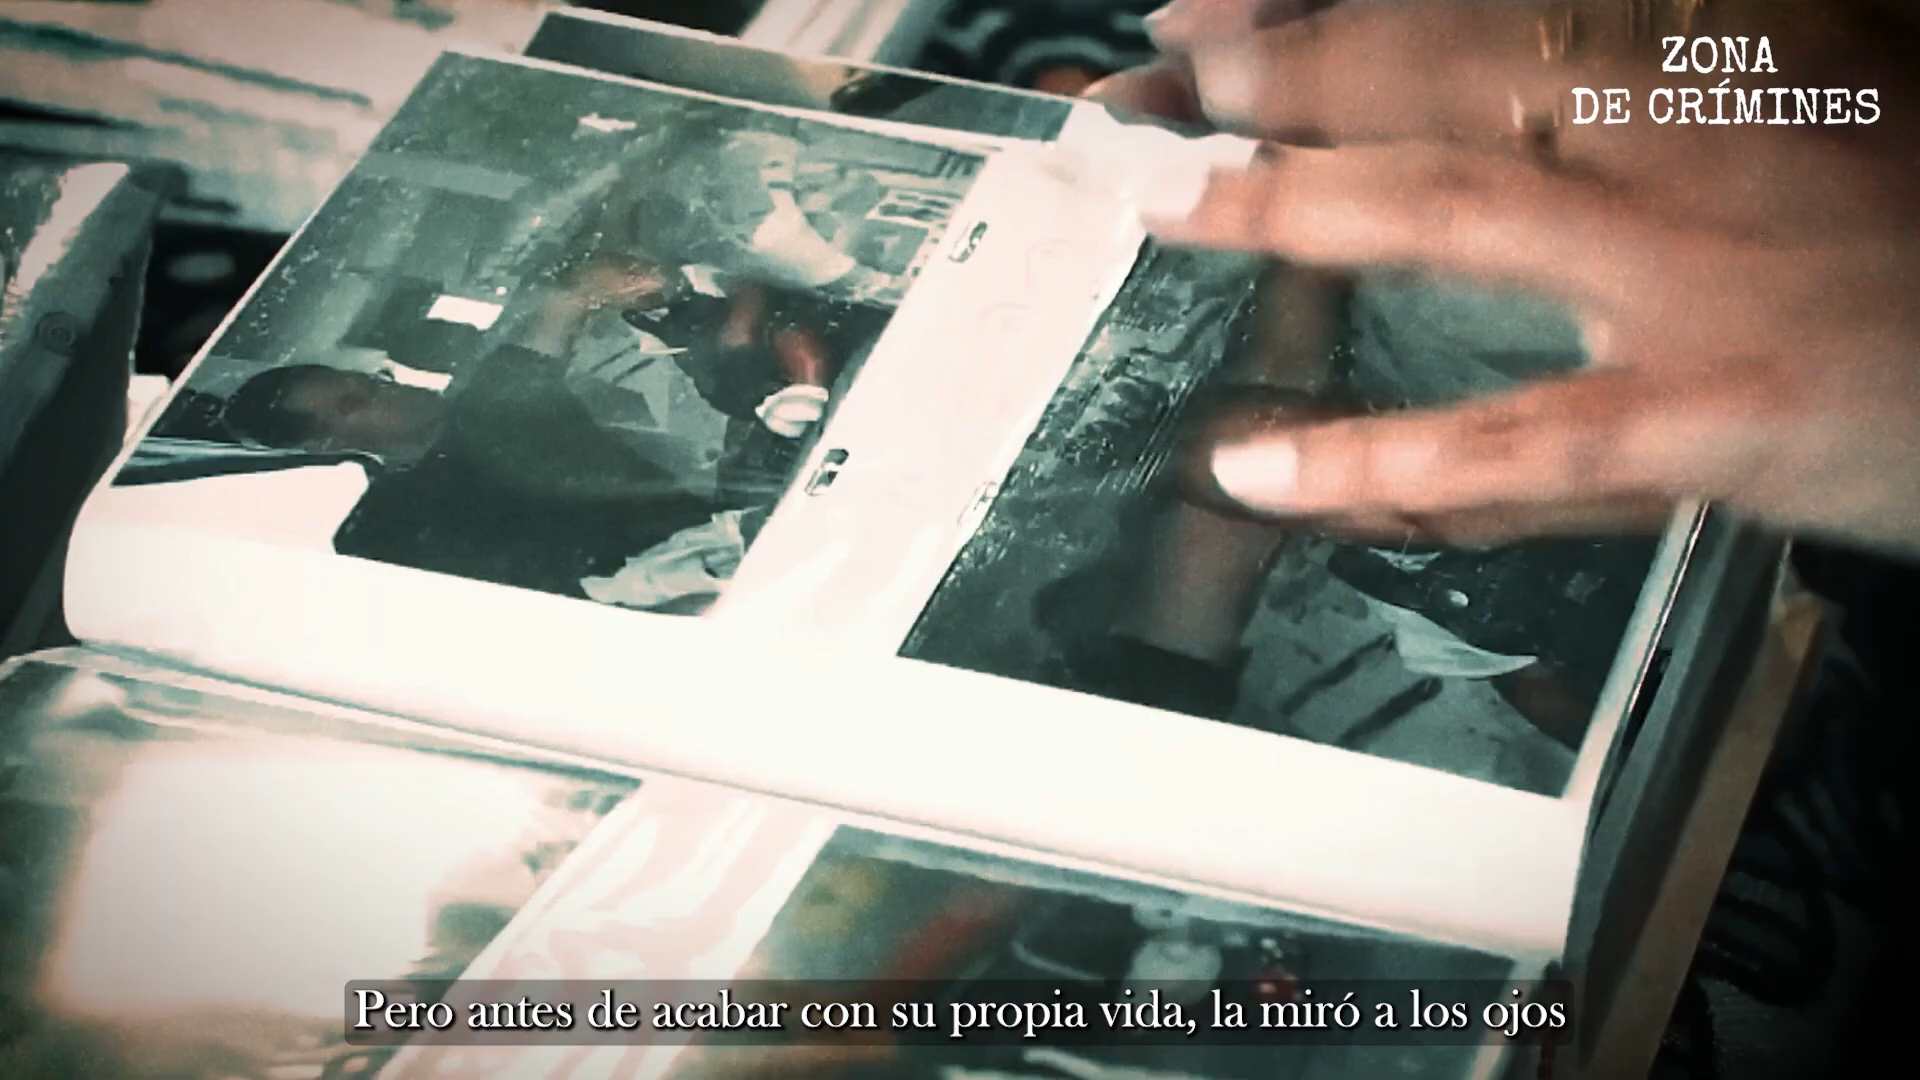 ZONA
DE CRÍMINES
Pero antes de acabar con su propia vida, la miró a los ojos